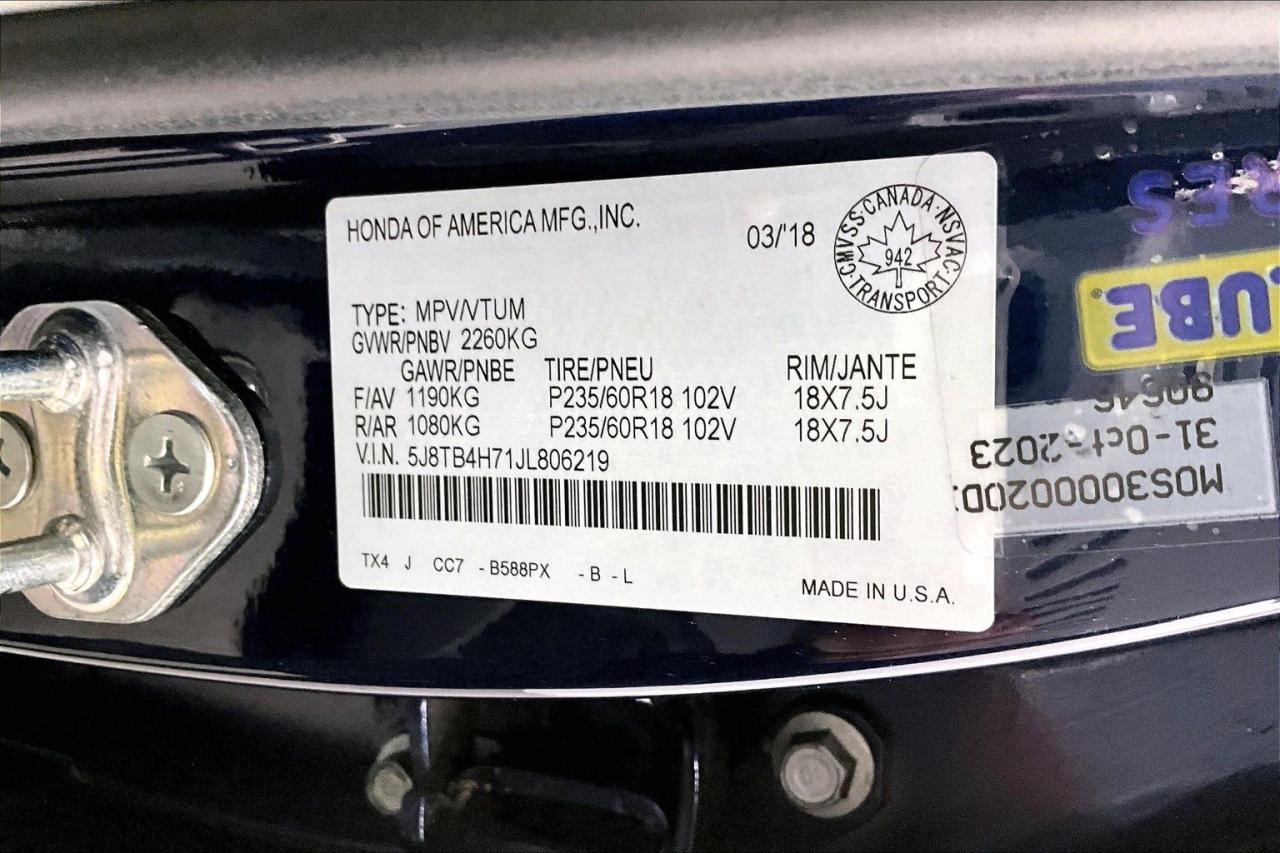 HONDA OF AMERICA MFG.,INC.
03/'18
CMVSS·CANADA·NSVAC·TRANSPORT·
942
TYPE: MPV/VTUM
GVWR/PNBV 2260KG
GAWR/PNBE TIRE/PNEU RIM/JANTE
F/AV 1190KG P235/60R18 102V 18X7.5J
R/AR 1080KG P235/60R18 102V 18X7.5J
V.I.N. 5J8TB4H71JL806219
TX4 J CC7 -B588PX -B -L
MADE IN U.S.A.
MOS300020D
31-Oct-2023